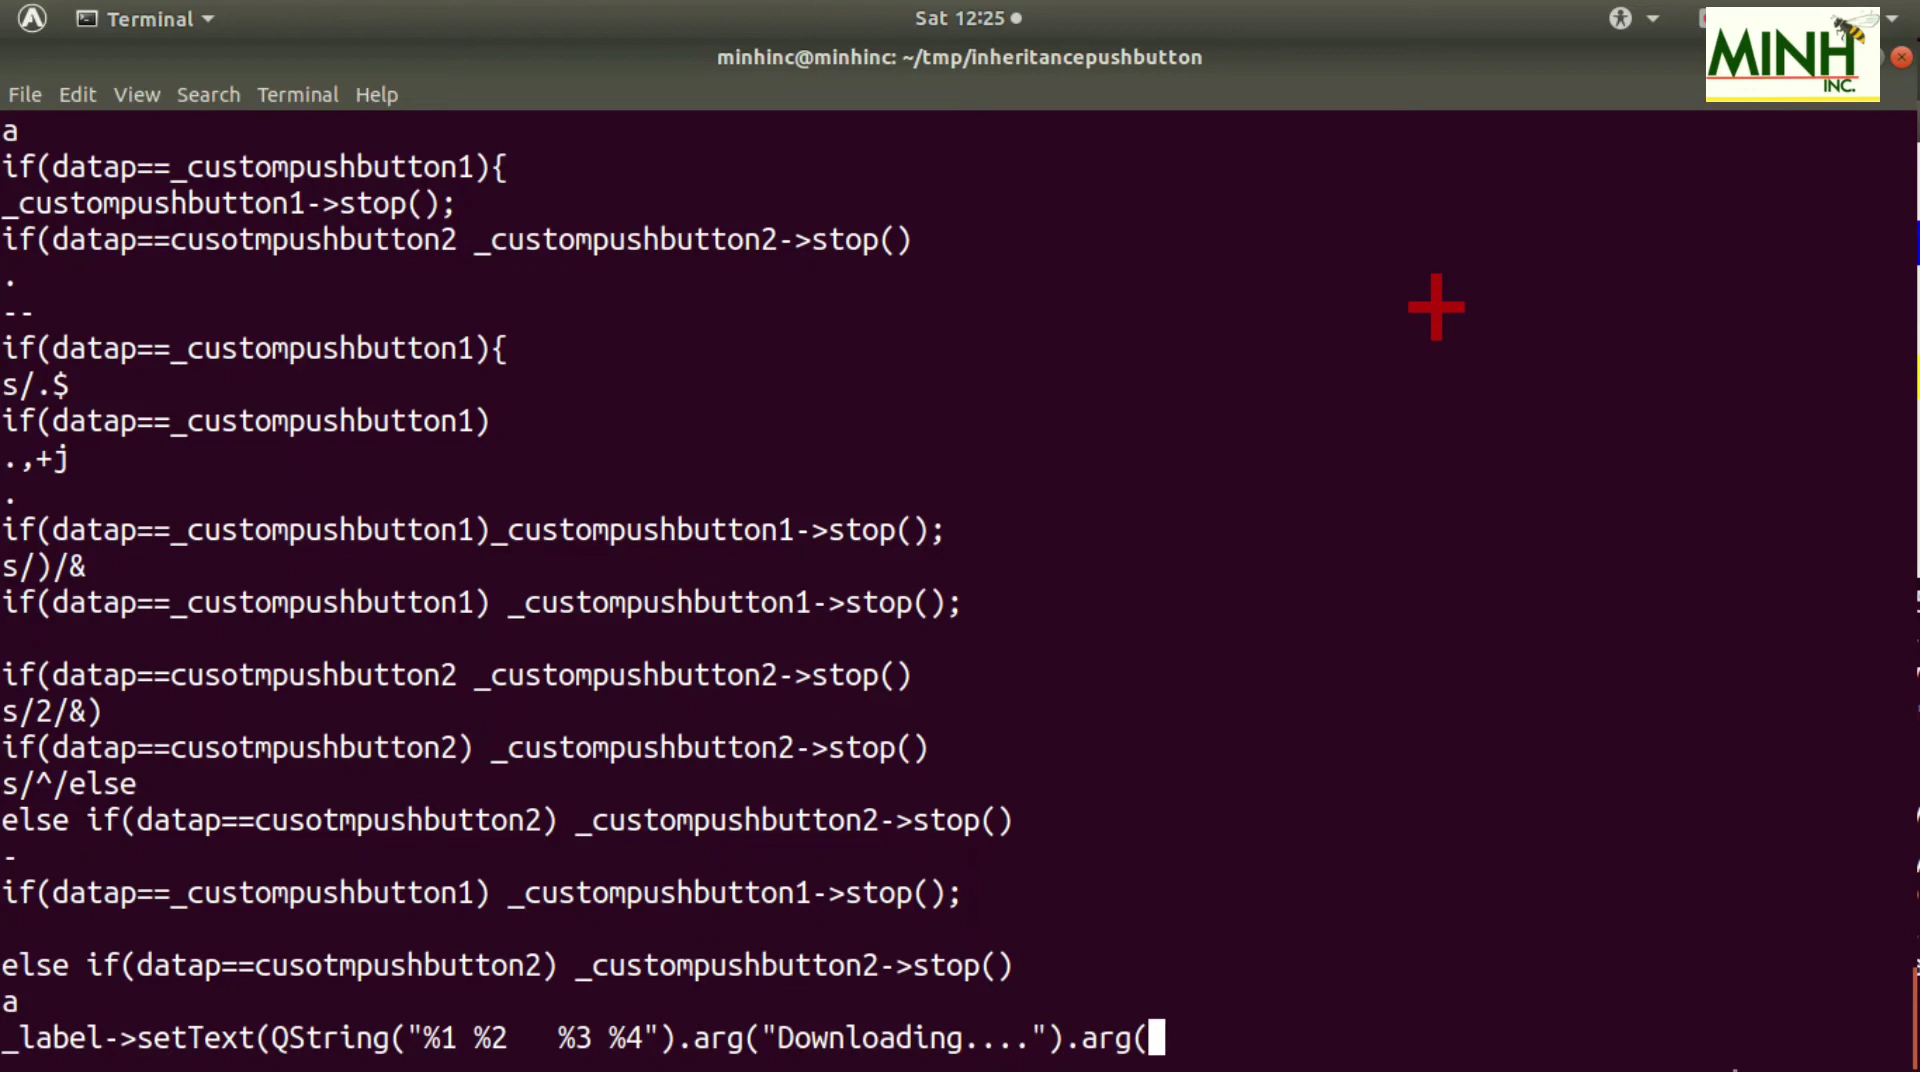 Terminal
Sat 12:25
minhinc@minhinc: ~/tmp/inheritancepushbutton
MINH
INC.
File Edit View Search Terminal Help
a
if(datap==_custompushbutton1){
_custompushbutton1->stop();
if(datap==cusotmpushbutton2 _custompushbutton2->stop()
.
--
if(datap==_custompushbutton1){
s/.$
if(datap==_custompushbutton1)
.,+j
.
if(datap==_custompushbutton1)_custompushbutton1->stop();
s/)/&
if(datap==_custompushbutton1) _custompushbutton1->stop();
if(datap==cusotmpushbutton2 _custompushbutton2->stop()
s/2/&)
if(datap==cusotmpushbutton2) _custompushbutton2->stop()
s/^/else
else if(datap==cusotmpushbutton2) _custompushbutton2->stop()
-
if(datap==_custompushbutton1) _custompushbutton1->stop();
else if(datap==cusotmpushbutton2) _custompushbutton2->stop()
a
_label->setText(QString("%1 %2   %3 %4").arg("Downloading....").arg(